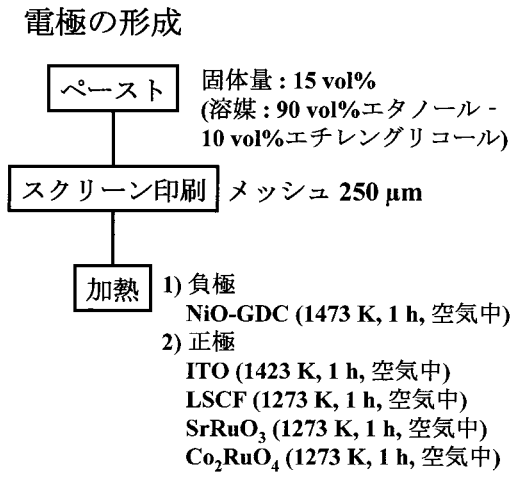 電極の形成
ペースト
固体量 : 15 vol%
(溶媒 : 90 vol%エタノール -
10 vol%エチレングリコール)
スクリーン印刷
メッシュ 250 μm
加熱
1) 負極
NiO-GDC (1473 K, 1 h, 空気中)
2) 正極
ITO (1423 K, 1 h, 空気中)
LSCF (1273 K, 1 h, 空気中)
SrRuO₃ (1273 K, 1 h, 空気中)
Co₂RuO₄ (1273 K, 1 h, 空気中)